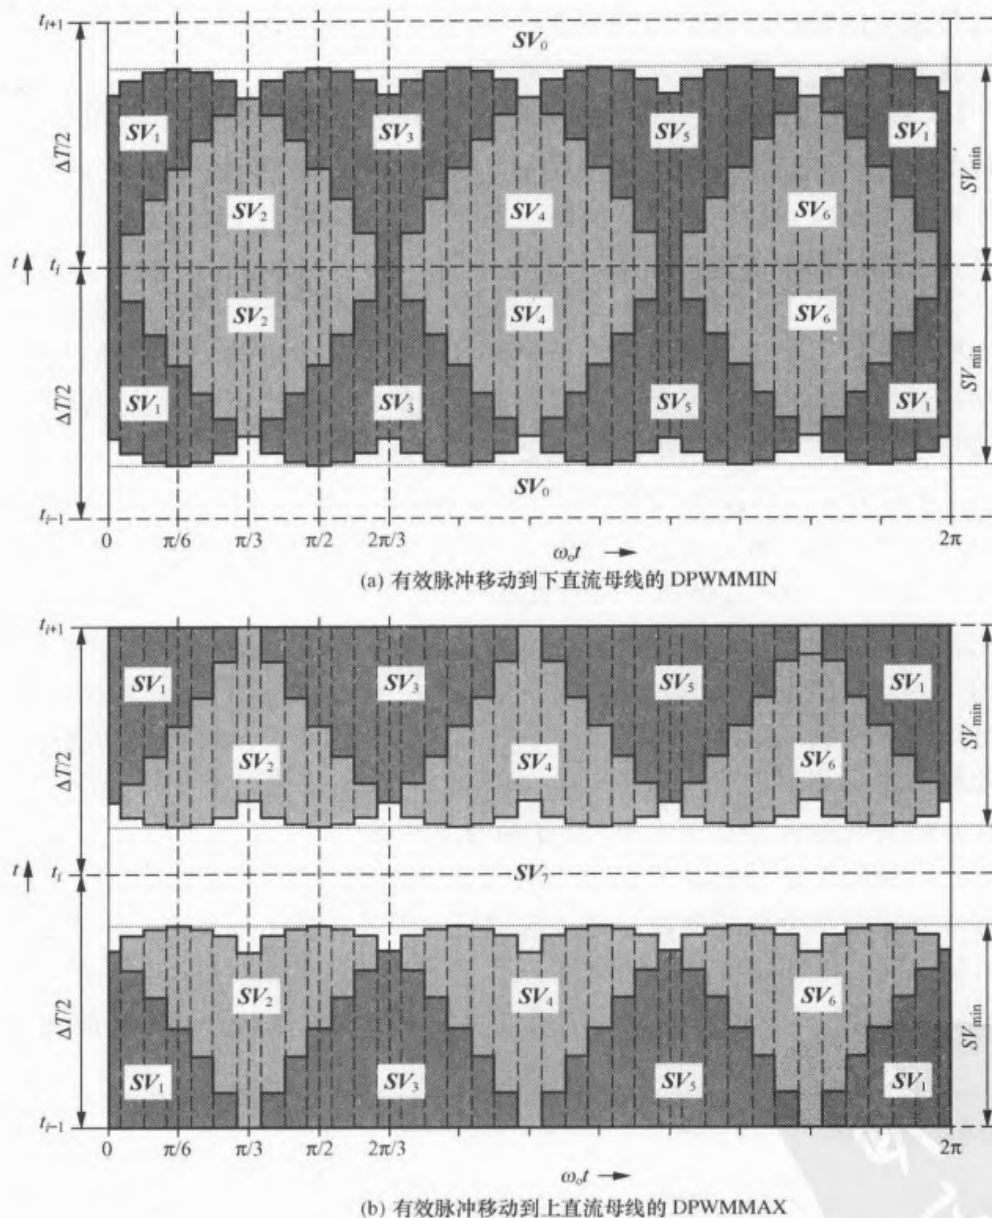 t_{i+1}
SV_0
ΔT/2
SV_1
SV_3
SV_5
SV_1
SV_min
SV_2
SV_4
SV_6
t
t_i
SV_2
SV_4
SV_6
ΔT/2
SV_1
SV_3
SV_5
SV_1
SV_min
SV_0
t_{i-1}
0
π/6
π/3
π/2
2π/3
2π
ω_o t
(a) 有效脉冲移动到下直流母线的 DPWMMIN
t_{i+1}
SV_1
SV_3
SV_5
SV_1
SV_min
ΔT/2
SV_2
SV_4
SV_6
t
t_i
SV_7
ΔT/2
SV_2
SV_4
SV_6
SV_min
SV_1
SV_3
SV_5
SV_1
t_{i-1}
0
π/6
π/3
π/2
2π/3
2π
ω_o t
(b) 有效脉冲移动到上直流母线的 DPWMMAX